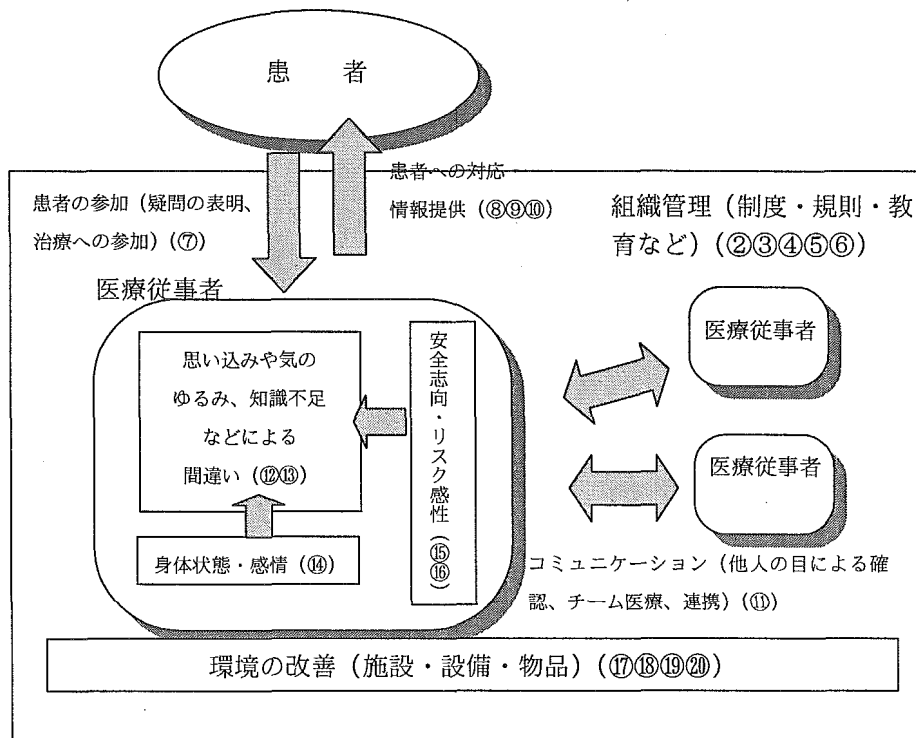 患　者
患者への対応
情報提供（⑧⑨⑩）
患者の参加（疑問の表明、
治療への参加）（⑦）
組織管理（制度・規則・教
育など）（②③④⑤⑥）
医療従事者
思い込みや気の
ゆるみ、知識不足
などによる
間違い（⑫⑬）
身体状態・感情（⑭）
安全志向・リスク感性（⑮⑯）
医療従事者
医療従事者
コミュニケーション（他人の目による確
認、チーム医療、連携）（⑪）
環境の改善（施設・設備・物品）（⑰⑱⑲⑳）